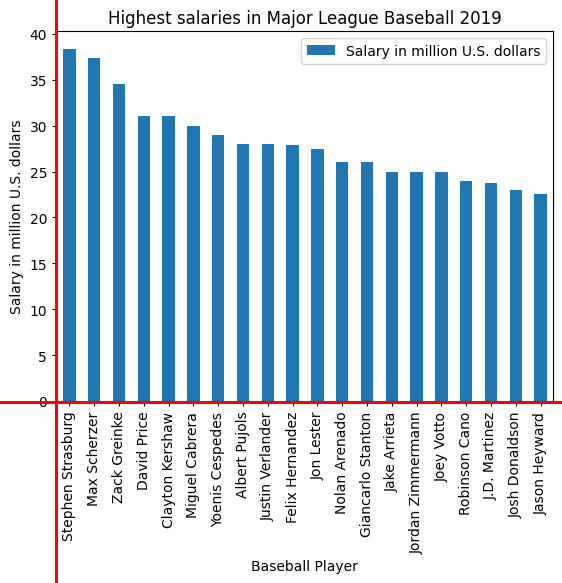 Highest salaries in Major League Baseball 2019
Salary in million U.S. dollars
Salary in million U.S. dollars
40
35
30
25
20
15
10
5
0
Stephen Strasburg
Max Scherzer
Zack Greinke
David Price
Clayton Kershaw
Miguel Cabrera
Yoenis Cespedes
Albert Pujols
Justin Verlander
Felix Hernandez
Jon Lester
Nolan Arenado
Giancarlo Stanton
Jake Arrieta
Jordan Zimmermann
Joey Votto
Robinson Cano
J.D. Martinez
Josh Donaldson
Jason Heyward
Baseball Player